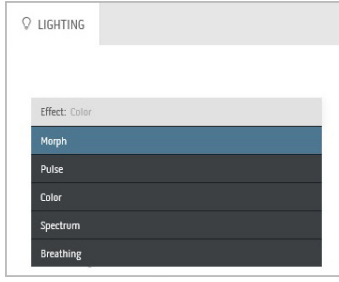 LIGHTING
Effect: Color
Morph
Pulse
Color
Spectrum
Breathing